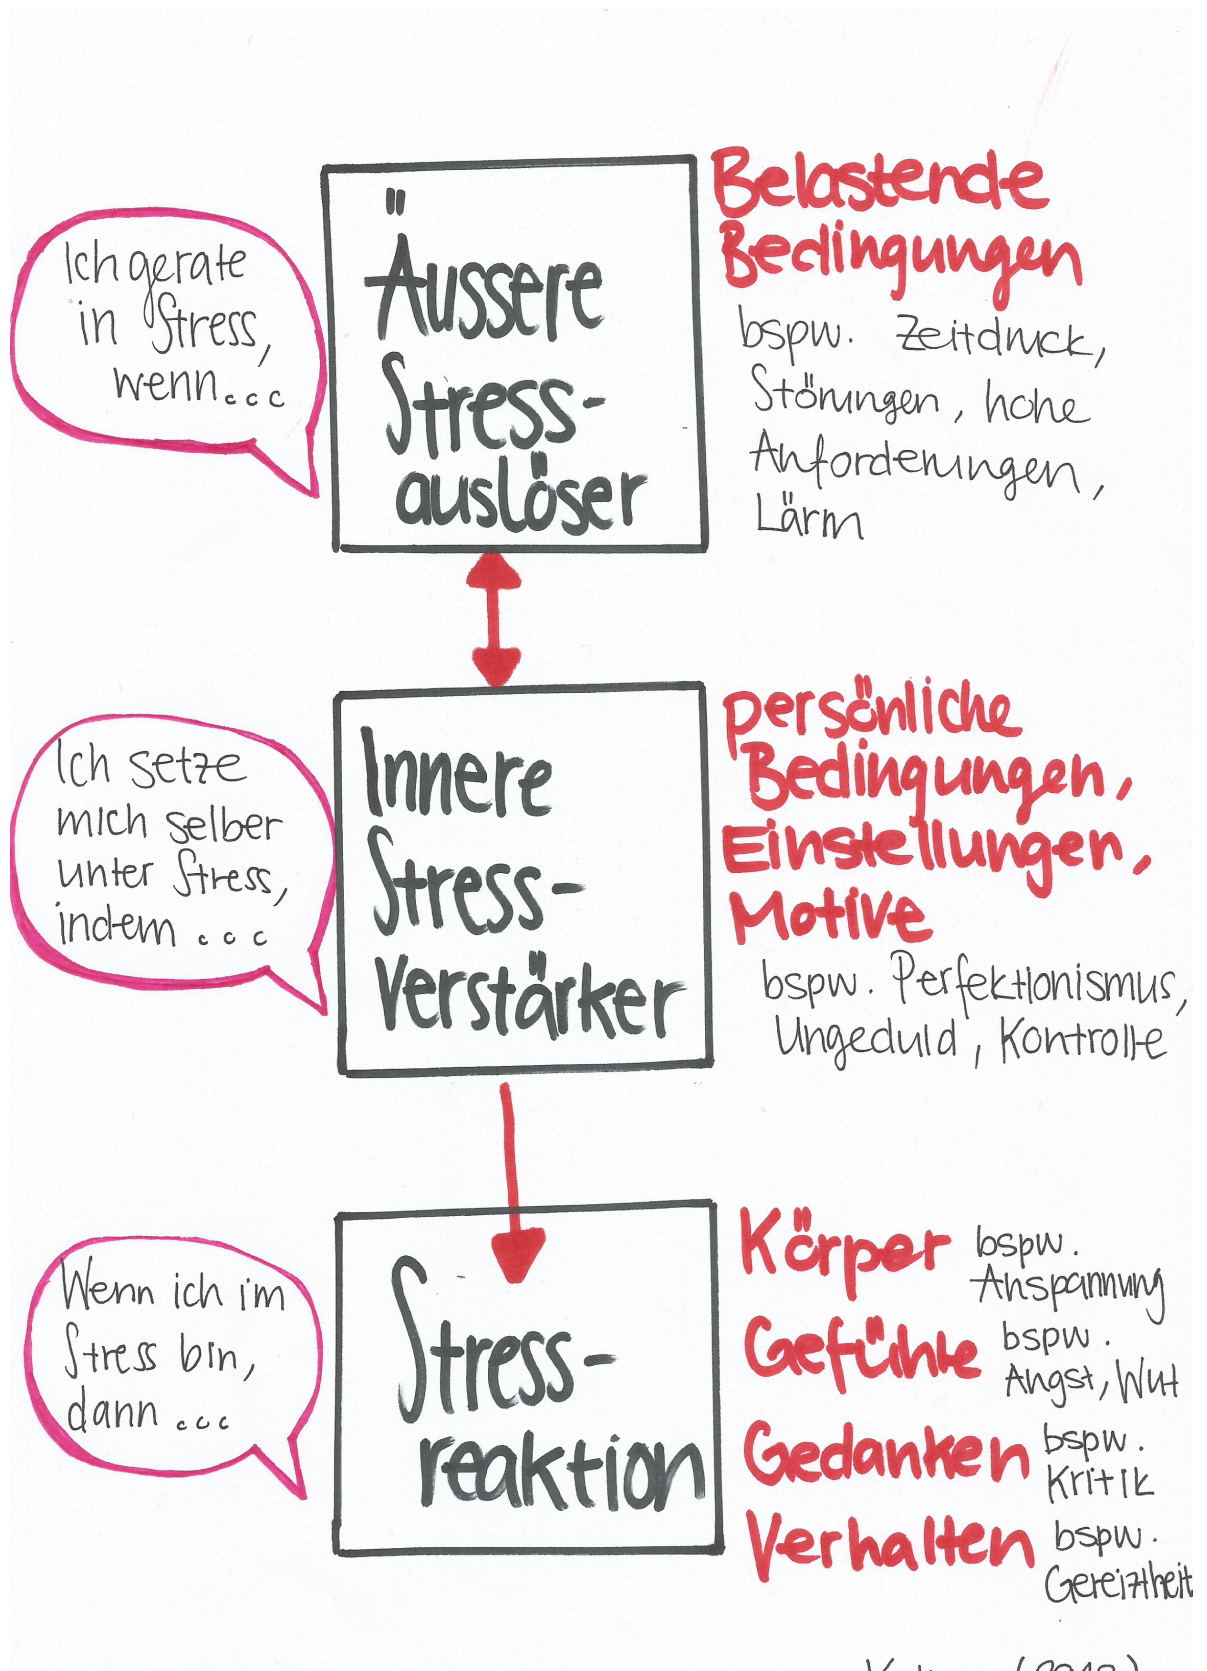 Ich gerate
in Stress,
wenn...
Äussere
Stress-
auslöser
Belastende
Bedingungen
bspw. Zeitdruck,
Störungen, hohe
Anforderungen,
Lärm
Ich setze
mich selber
unter Stress,
indem...
Innere
Stress-
verstärker
persönliche
Bedingungen,
Einstellungen,
Motive
bspw. Perfektionismus,
Ungeduld, Kontrolle
Wenn ich im
Stress bin,
dann...
Stress-
reaktion
Körper bspw.
Anspannung
Gefühle bspw.
Angst, Wut
Gedanken bspw.
Kritik
Verhalten bspw.
Gereiztheit